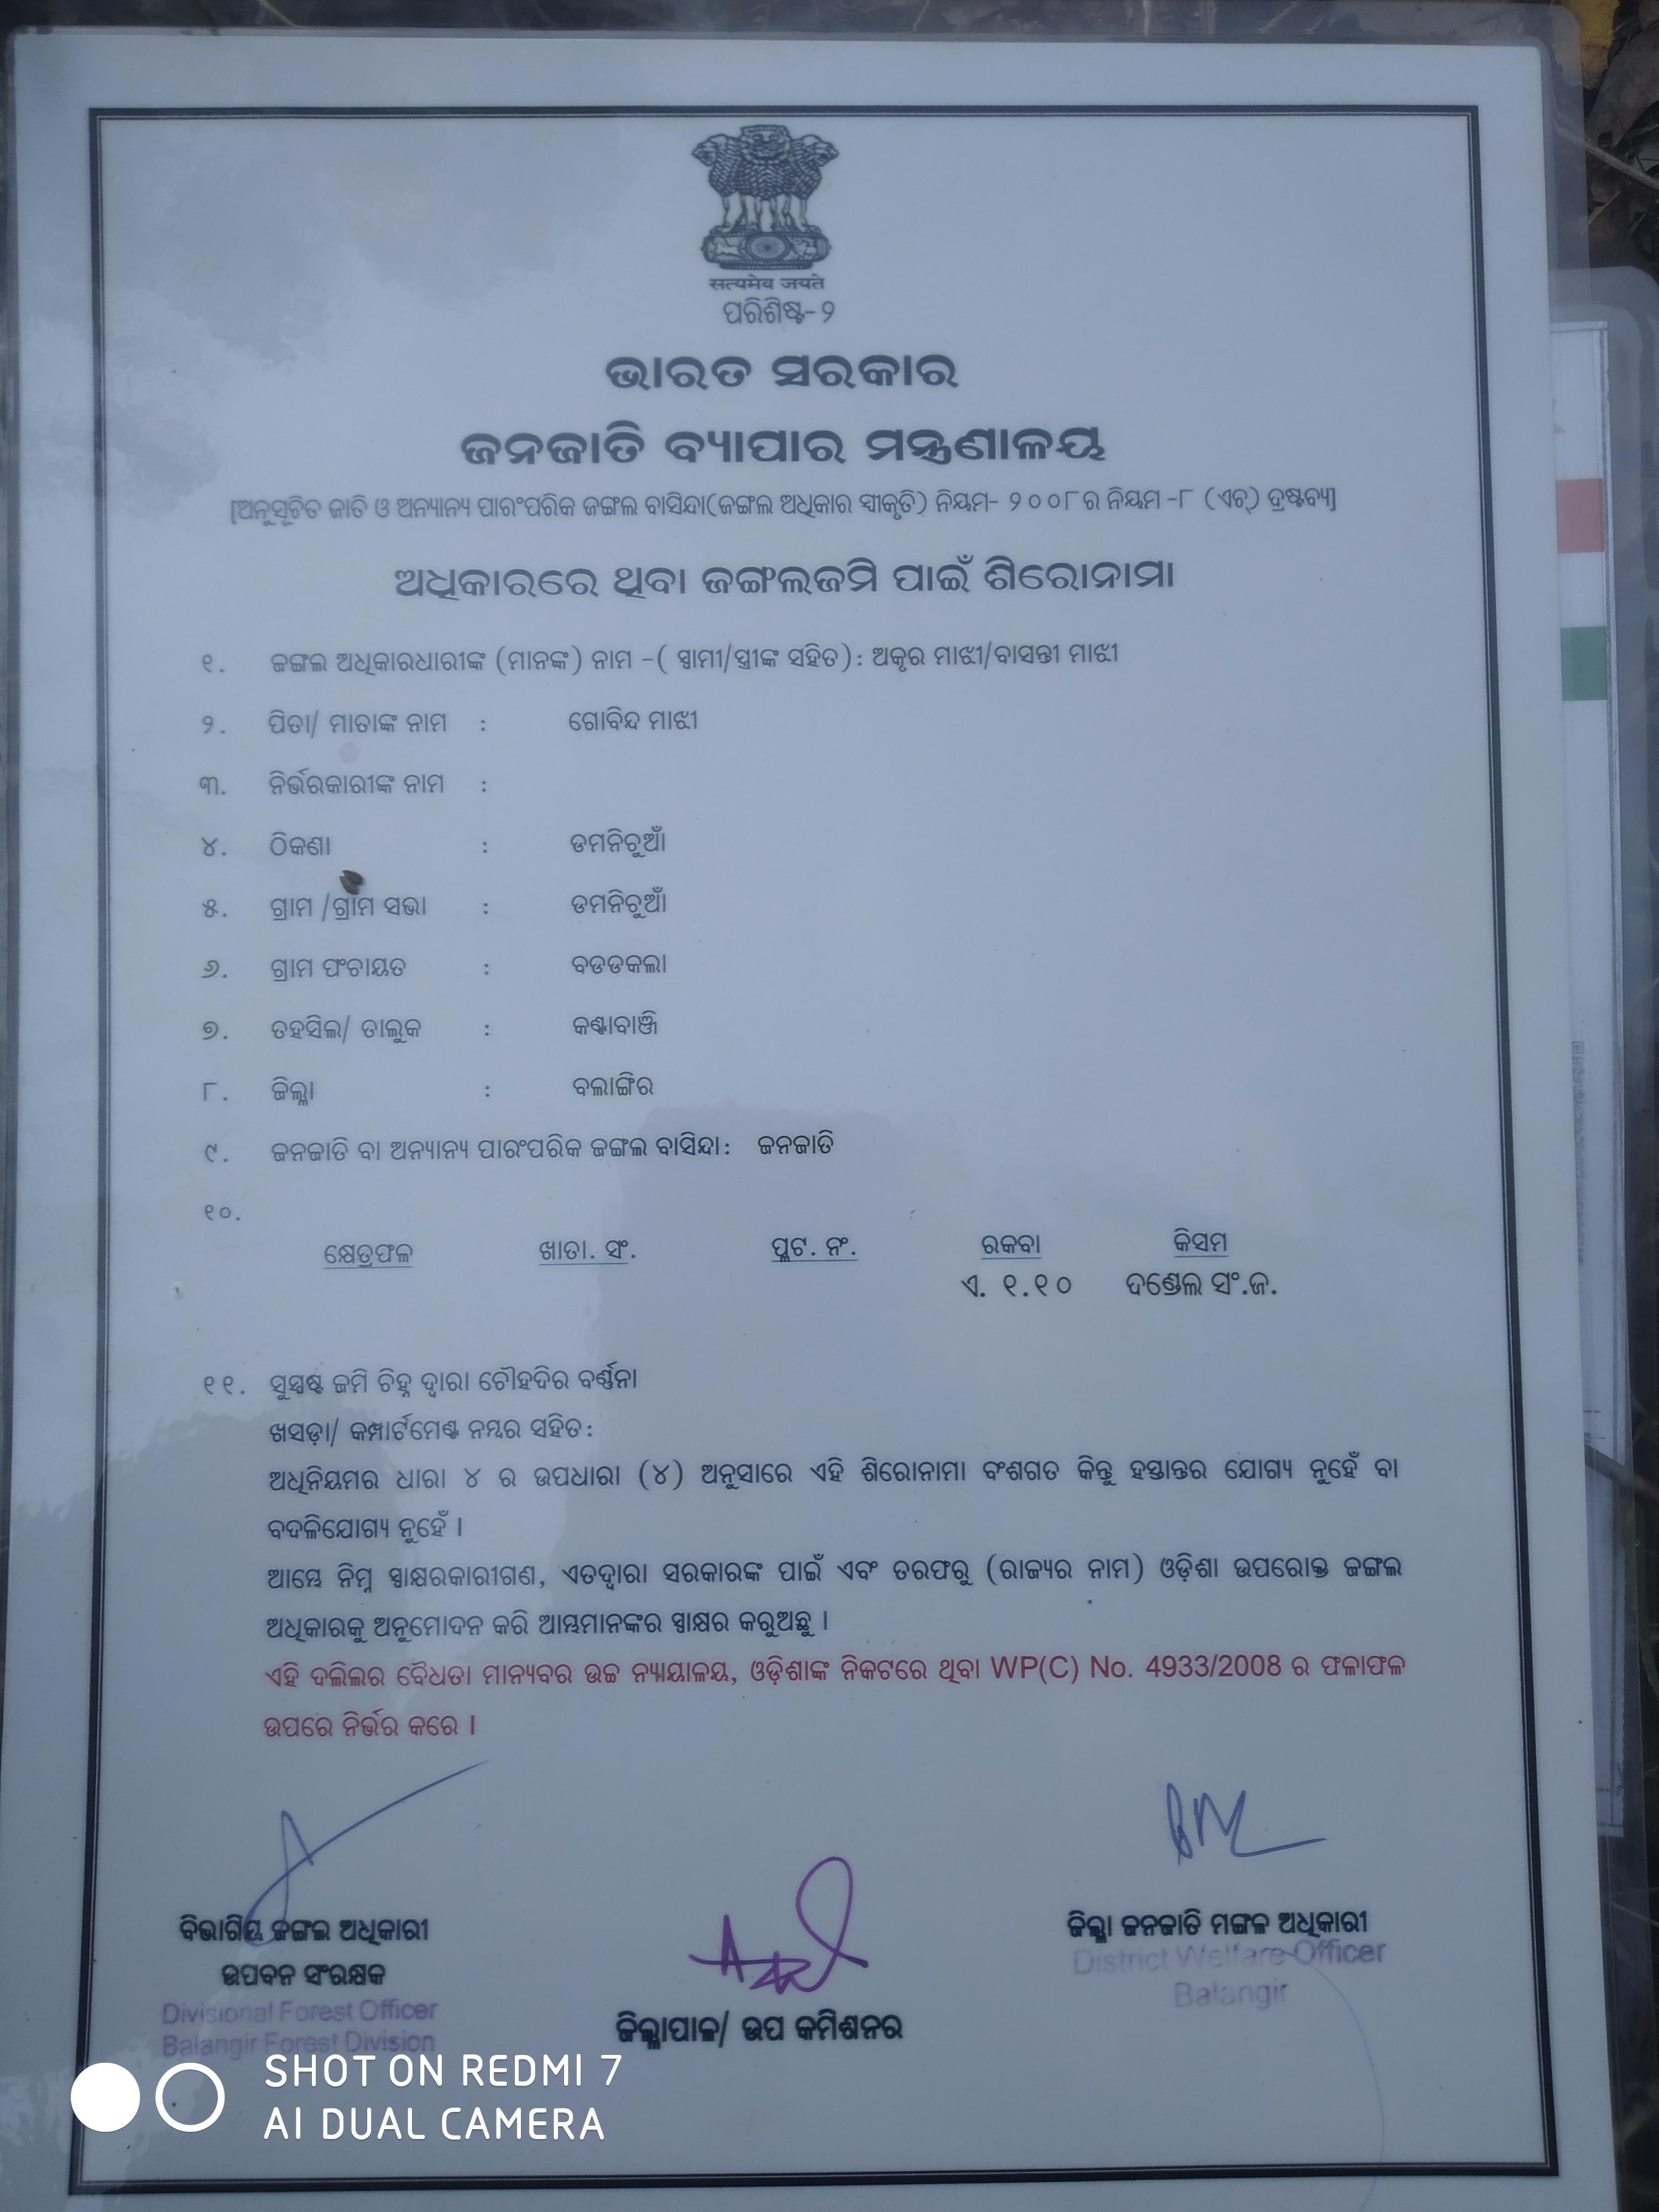 सत्यमेव जयते
ପରିଶିଷ୍ଟ-୨
ଭାରତ ସରକାର
ଜନଜାତି ବ୍ୟାପାର ମନ୍ତ୍ରଣାଳୟ
[ଅନୁସୂଚିତ ଜାତି ଓ ଅନ୍ୟାନ୍ୟ ପାରଂପରିକ ଜଙ୍ଗଲ ବାସିନ୍ଦା(ଜଙ୍ଗଲ ଅଧିକାର ସ୍ୱୀକୃତି) ନିୟମ- ୨୦୦୮ର ନିୟମ -୮ (ଏଚ୍) ଦ୍ରଷ୍ଟବ୍ୟ]
ଅଧିକାରରେ ଥିବା ଜଙ୍ଗଲଜମି ପାଇଁ ଶିରୋନାମା
୧. ଜଙ୍ଗଲ ଅଧିକାରଧାରୀଙ୍କ (ମାନଙ୍କ) ନାମ -( ସ୍ୱାମୀ/ସ୍ତ୍ରୀଙ୍କ ସହିତ): ଅକୃର ମାଝୀ/ବାସନ୍ତୀ ମାଝୀ
୨. ପିତା/ ମାତାଙ୍କ ନାମ : ଗୋବିନ୍ଦ ମାଝୀ
୩. ନିର୍ଭରକାରୀଙ୍କ ନାମ :
୪. ଠିକଣା : ଡମନିଚୁଆଁ
୫. ଗ୍ରାମ /ଗ୍ରାମ ସଭା : ଡମନିଚୁଆଁ
୬. ଗ୍ରାମ ପଂଚାୟତ : ବଡଡକଲା
୭. ତହସିଲ/ ତାଲୁକ : କଣ୍ଟାବାଞ୍ଜି
୮. ଜିଲ୍ଲା : ବଲାଙ୍ଗିର
୯. ଜନଜାତି ବା ଅନ୍ୟାନ୍ୟ ପାରଂପରିକ ଜଙ୍ଗଲ ବାସିନ୍ଦା: ଜନଜାତି
୧୦.
କ୍ଷେତ୍ରଫଳ ଖାତା. ସଂ. ପ୍ଲଟ. ନଂ. ରକବା କିସମ
ଏ. ୧.୧୦ ଦଣ୍ଡେଲ ସଂ.ଜ.
୧୧. ସୁସ୍ପଷ୍ଟ ଜମି ଚିହ୍ନ ଦ୍ୱାରା ଚୌହଦିର ବର୍ଣ୍ଣନା
ଖସଡ଼ା/ କମ୍ପାର୍ଟମେଣ୍ଟ ନମ୍ବର ସହିତ:
ଅଧିନିୟମର ଧାରା ୪ ର ଉପଧାରା (୪) ଅନୁସାରେ ଏହି ଶିରୋନାମା ବଂଶଗତ କିନ୍ତୁ ହସ୍ତାନ୍ତର ଯୋଗ୍ୟ ନୁହେଁ ବା
ବଦଳିଯୋଗ୍ୟ ନୁହେଁ ।
ଆମ୍ଭେ ନିମ୍ନ ସ୍ୱାକ୍ଷରକାରୀଗଣ, ଏତଦ୍ୱାରା ସରକାରଙ୍କ ପାଇଁ ଏବଂ ତରଫରୁ (ରାଜ୍ୟର ନାମ) ଓଡ଼ିଶା ଉପରୋକ୍ତ ଜଙ୍ଗଲ
ଅଧିକାରକୁ ଅନୁମୋଦନ କରି ଆମ୍ଭମାନଙ୍କର ସ୍ୱାକ୍ଷର କରୁଅଛୁ ।
ଏହି ଦଲିଲର ବୈଧତା ମାନ୍ୟବର ଉଚ୍ଚ ନ୍ୟାୟାଳୟ, ଓଡ଼ିଶାଙ୍କ ନିକଟରେ ଥିବା WP(C) No. 4933/2008 ର ଫଳାଫଳ
ଉପରେ ନିର୍ଭର କରେ ।
ବିଭାଗିୟ ଜଙ୍ଗଲ ଅଧିକାରୀ
ଉପବନ ସଂରକ୍ଷକ
Divisional Forest Officer
Balangir Forest Division
ଜିଲ୍ଲାପାଳ/ ଉପ କମିଶନର
ଜିଲ୍ଲା ଜନଜାତି ମଙ୍ଗଳ ଅଧିକାରୀ
District Welfare Officer
Balangir
SHOT ON REDMI 7
AI DUAL CAMERA